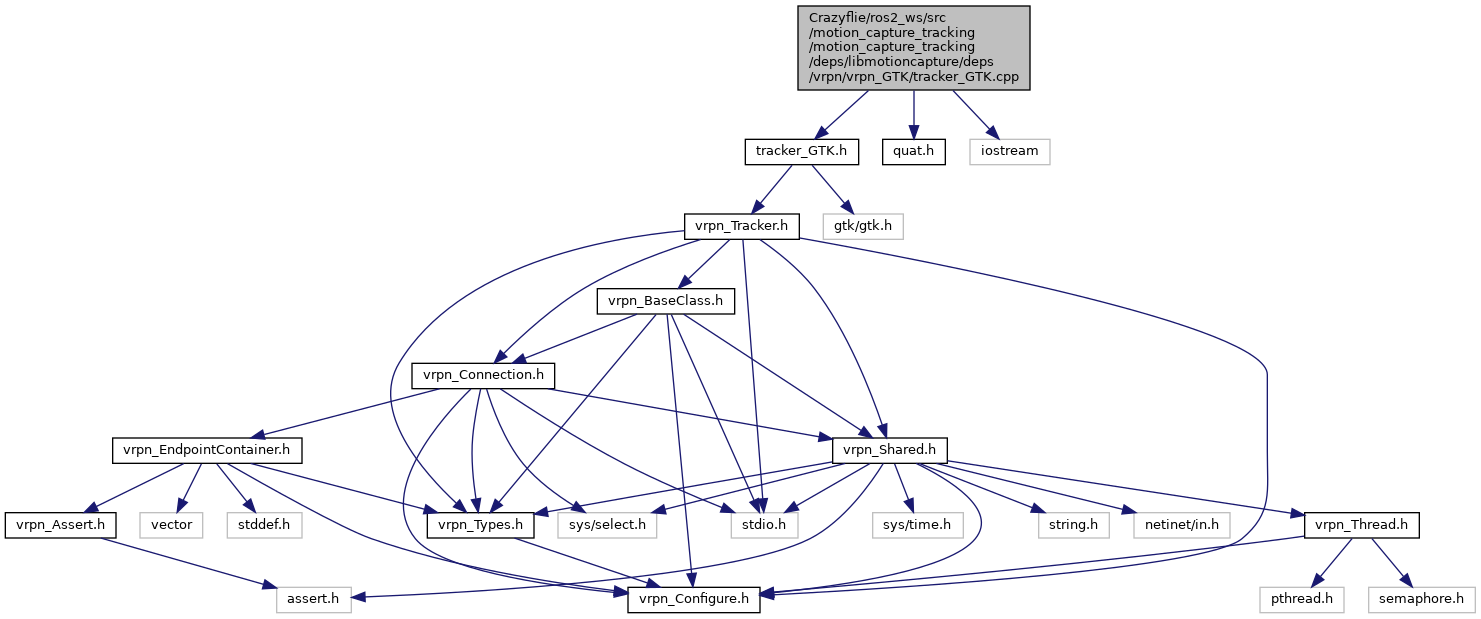 Crazyflie/ros2_ws/src
/motion_capture_tracking
/motion_capture_tracking
/deps/libmotioncapture/deps
/vrpn/vrpn_GTK/tracker_GTK.cpp
tracker_GTK.h
quat.h
iostream
vrpn_Tracker.h
gtk/gtk.h
vrpn_BaseClass.h
vrpn_Connection.h
vrpn_EndpointContainer.h
vrpn_Shared.h
vrpn_Assert.h
vector
stddef.h
vrpn_Types.h
sys/select.h
stdio.h
sys/time.h
string.h
netinet/in.h
vrpn_Thread.h
assert.h
vrpn_Configure.h
pthread.h
semaphore.h